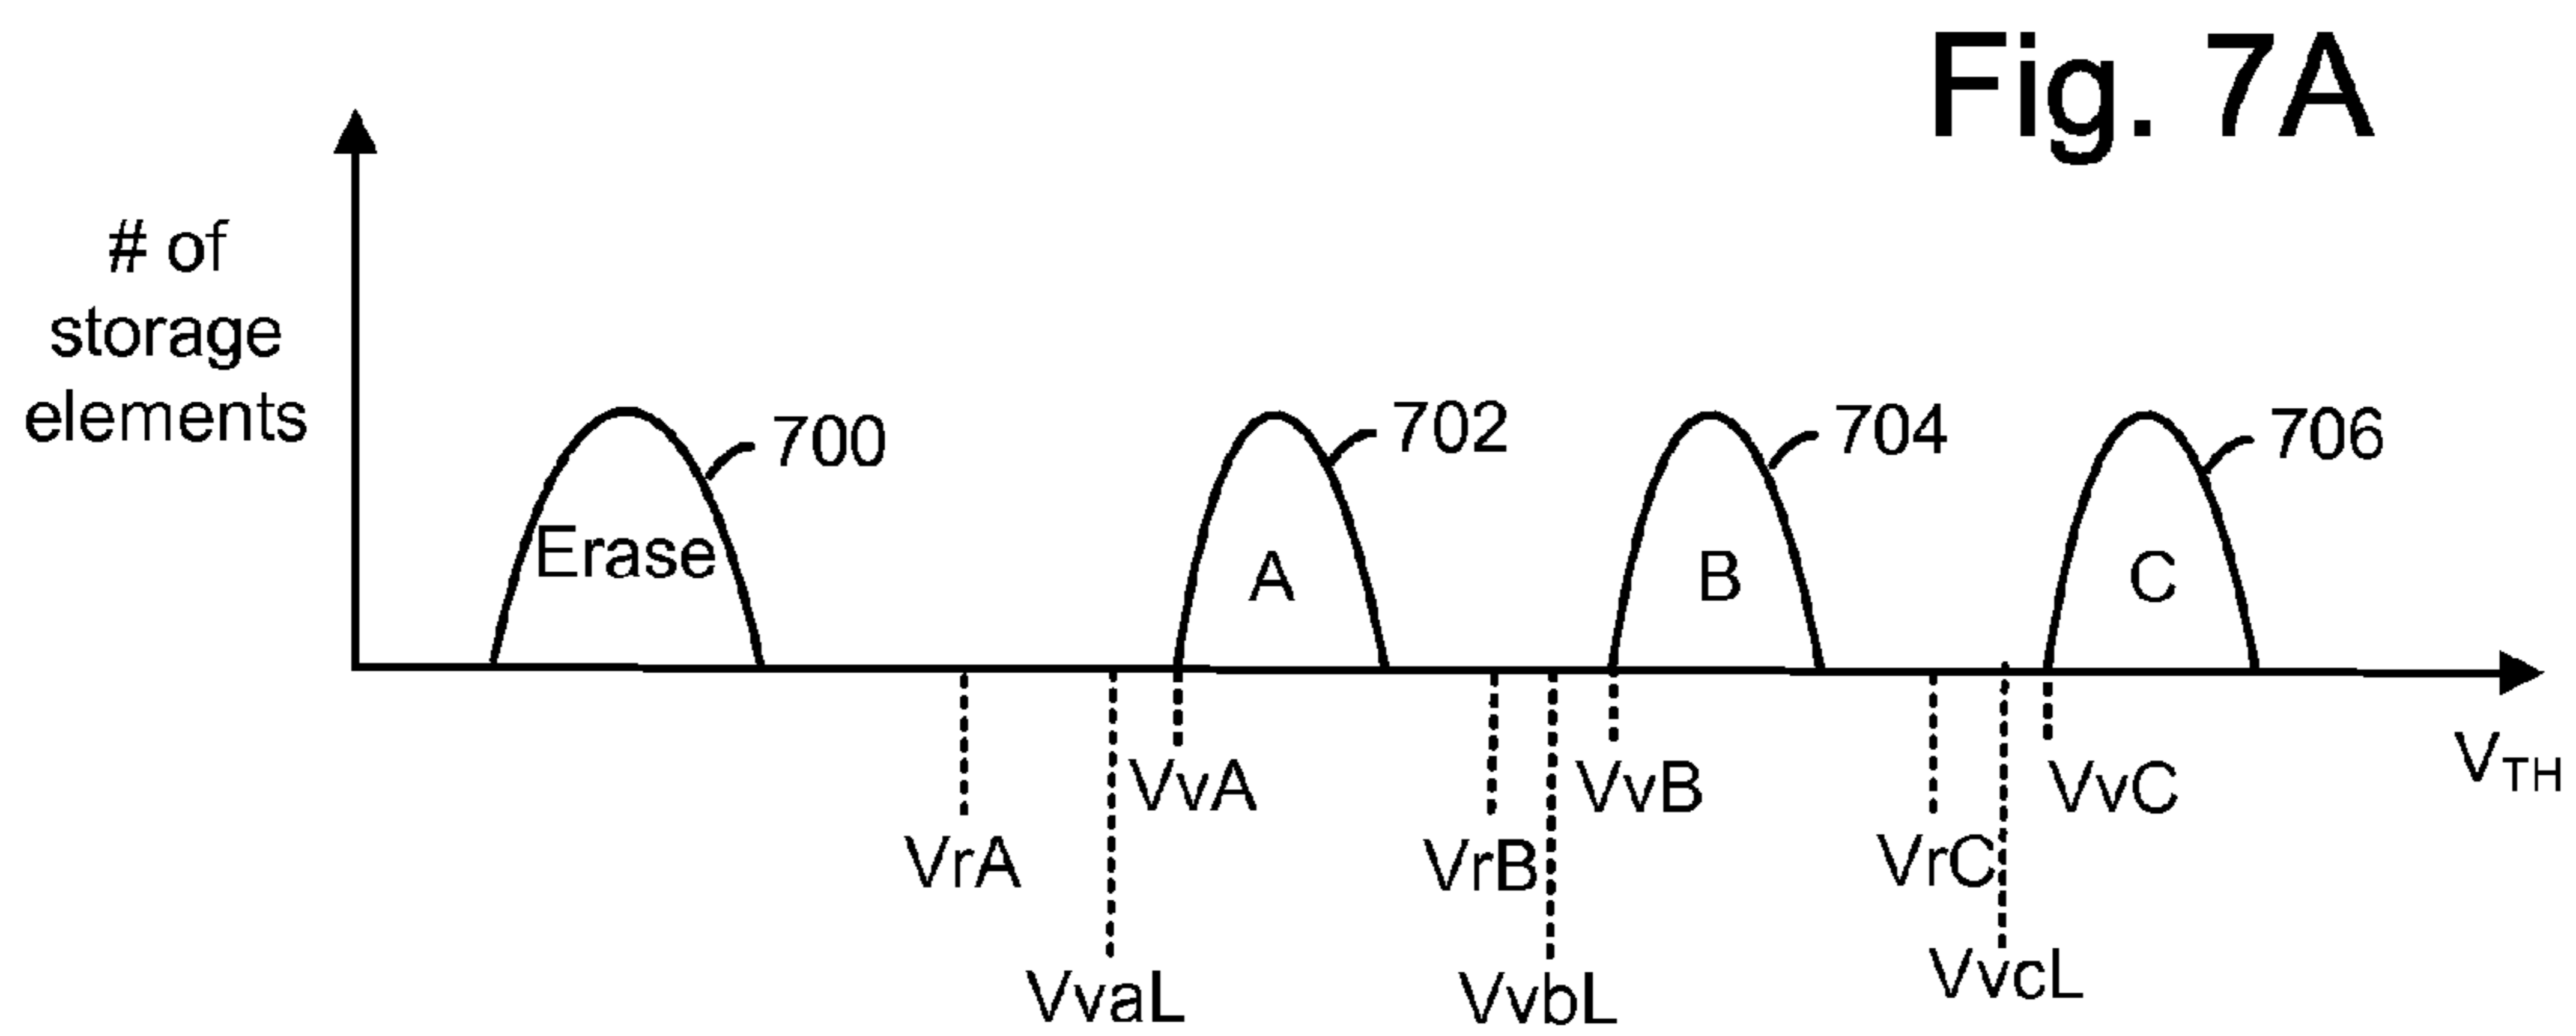 Fig. 7A
# of
storage
elements
700
702
704
706
Erase
A
B
C
VvA
VvB
VvC
VTH
VrA
VrB
VrC
VvaL
VvbL
VvcL